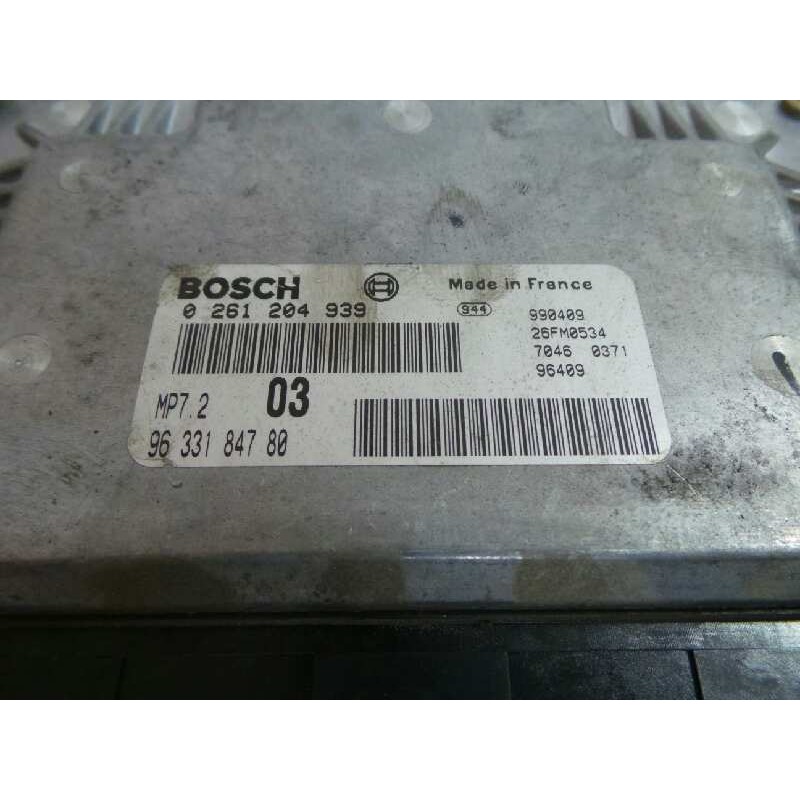 BOSCH Made in France
0 261 204 939 944 990409
26FM0534
7046 0371
96409
MP7.2 03
96 331 847 80